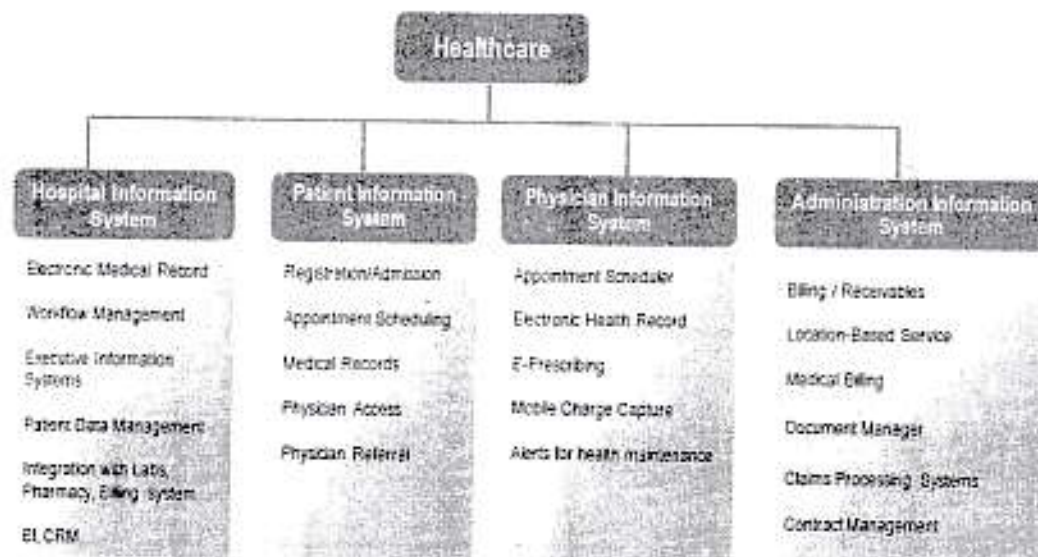 Healthcare
Hospital Information
System
Electronic Medical Record
Workflow Management
Executive Information
Systems
Patient Data Management
Integration with Labs,
Pharmacy, Billing system
BI, CRM
Patient Information
System
Registration/Admission
Appointment Scheduling
Medical Records
Physician Access
Physician Referral
Physician Information
System
Appointment Scheduler
Electronic Health Record
E-Prescribing
Mobile Charge Capture
Alerts for health maintenance
Administration Information
System
Billing / Receivables
Location-Based Service
Medical Billing
Document Manager
Claims Processing Systems
Contract Management